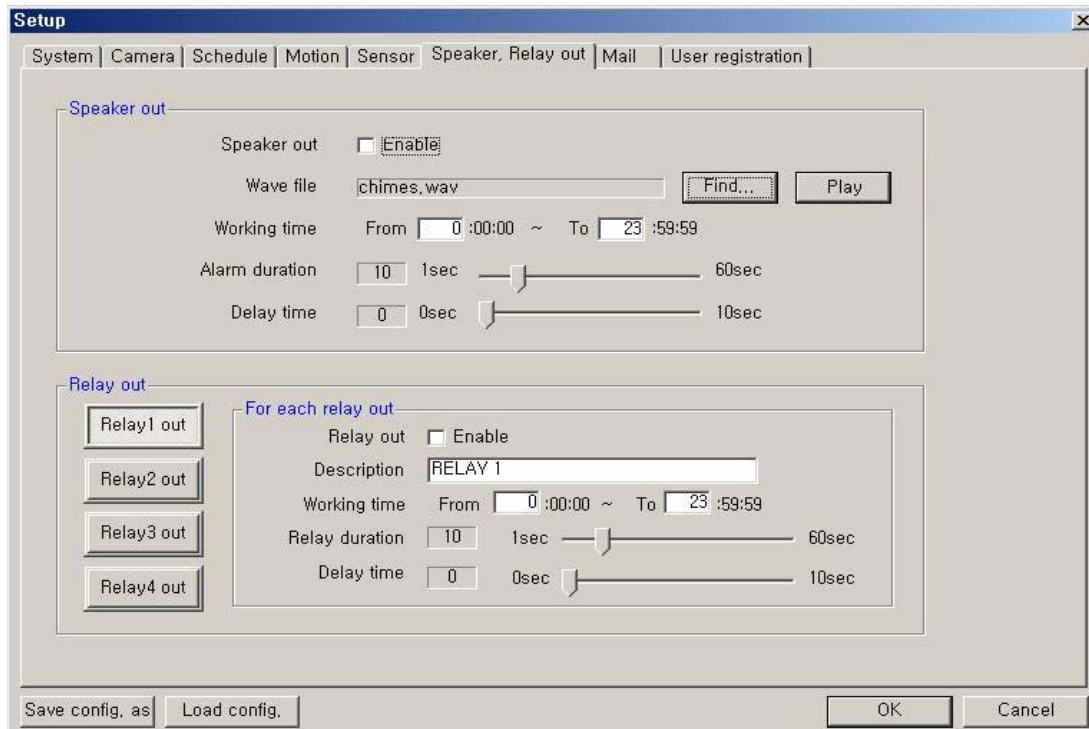 Setup
System Camera Schedule Motion Sensor Speaker, Relay out Mail User registration
Speaker out
Speaker out Enable
Wave file chimes.wav Find... Play
Working time From 0 :00:00 ~ To 23 :59:59
Alarm duration 10 1sec 60sec
Delay time 0 0sec 10sec
Relay out
Relay1 out
Relay2 out
Relay3 out
Relay4 out
For each relay out
Relay out Enable
Description RELAY 1
Working time From 0 :00:00 ~ To 23 :59:59
Relay duration 10 1sec 60sec
Delay time 0 0sec 10sec
Save config. as Load config. OK Cancel